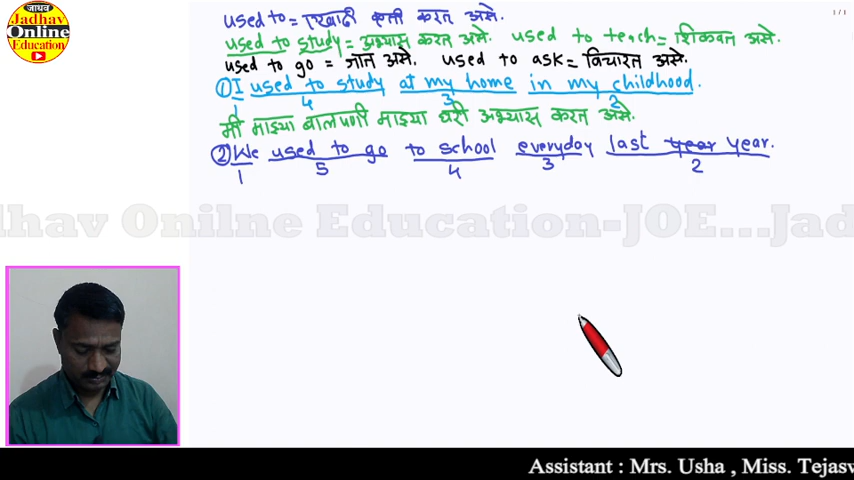 जाधव
Jadhav
Online
Education
used to = एखादी कृती करत असे.
used to study = अभ्यास करत असे. used to teach = शिकवत असे.
used to go = जात असे. used to ask = विचारत असे.
① I used to study at my home in my childhood.
1 4 3 2
मी माझ्या बालपणी माझ्या घरी अभ्यास करत असे.
② We used to go to school everyday last year year.
1 5 4 3 2
dhav Onilne Education-JOE...Jad
1 / 1
Assistant : Mrs. Usha , Miss. Tejasv